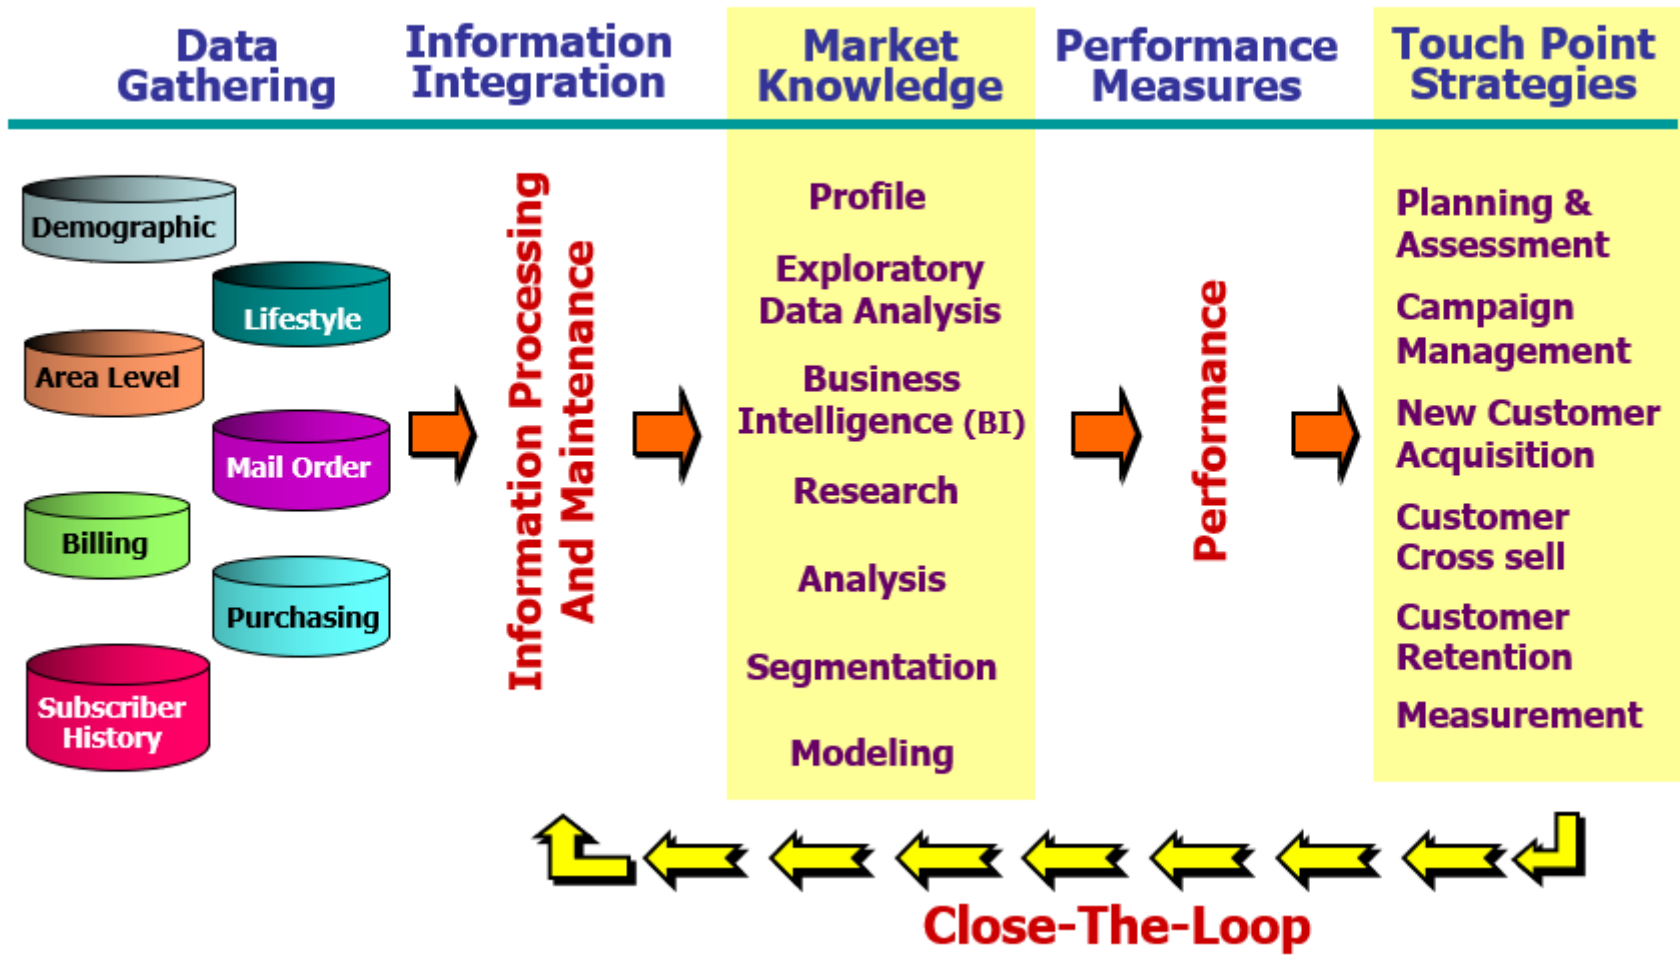 Data
Gathering
Information
Integration
Market
Knowledge
Performance
Measures
Touch Point
Strategies
Demographic
Lifestyle
Area Level
Mail Order
Billing
Purchasing
Subscriber
History
Information Processing
And Maintenance
Profile
Exploratory
Data Analysis
Business
Intelligence (BI)
Research
Analysis
Segmentation
Modeling
Performance
Planning &
Assessment
Campaign
Management
New Customer
Acquisition
Customer
Cross sell
Customer
Retention
Measurement
Close-The-Loop